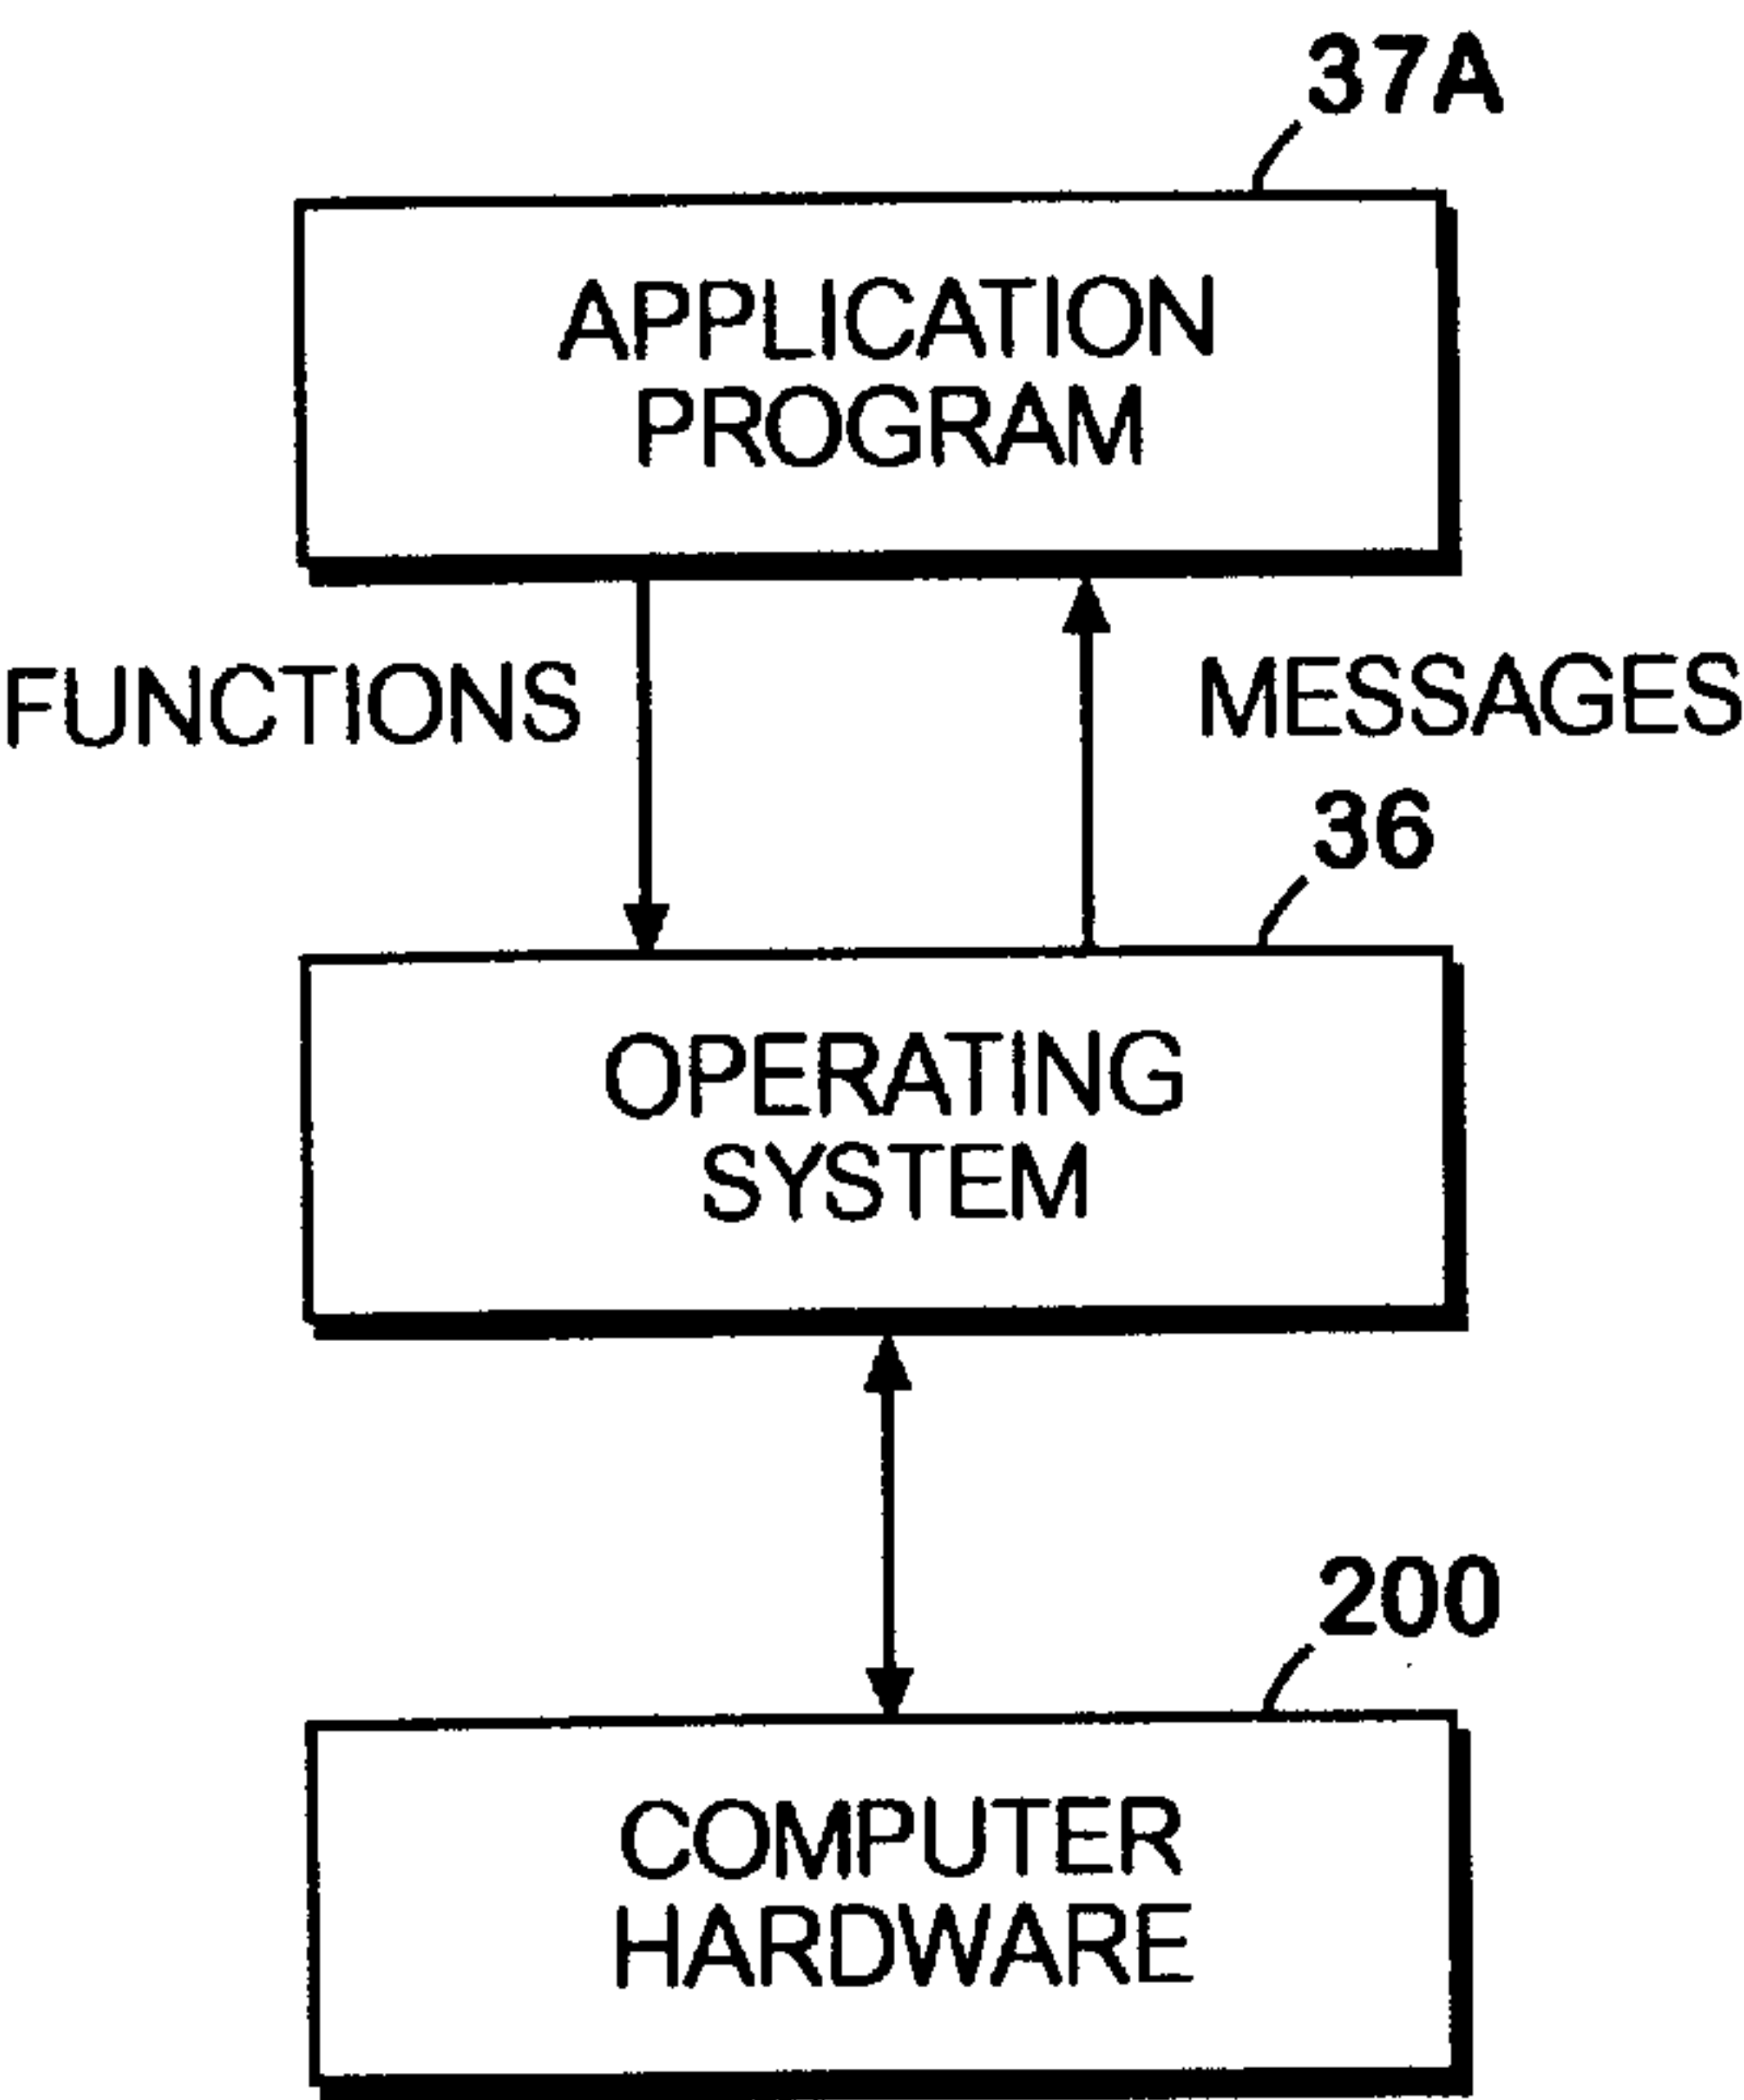 37A
APPLICATION
PROGRAM
FUNCTIONS
MESSAGES
36
OPERATING
SYSTEM
200
COMPUTER
HARDWARE